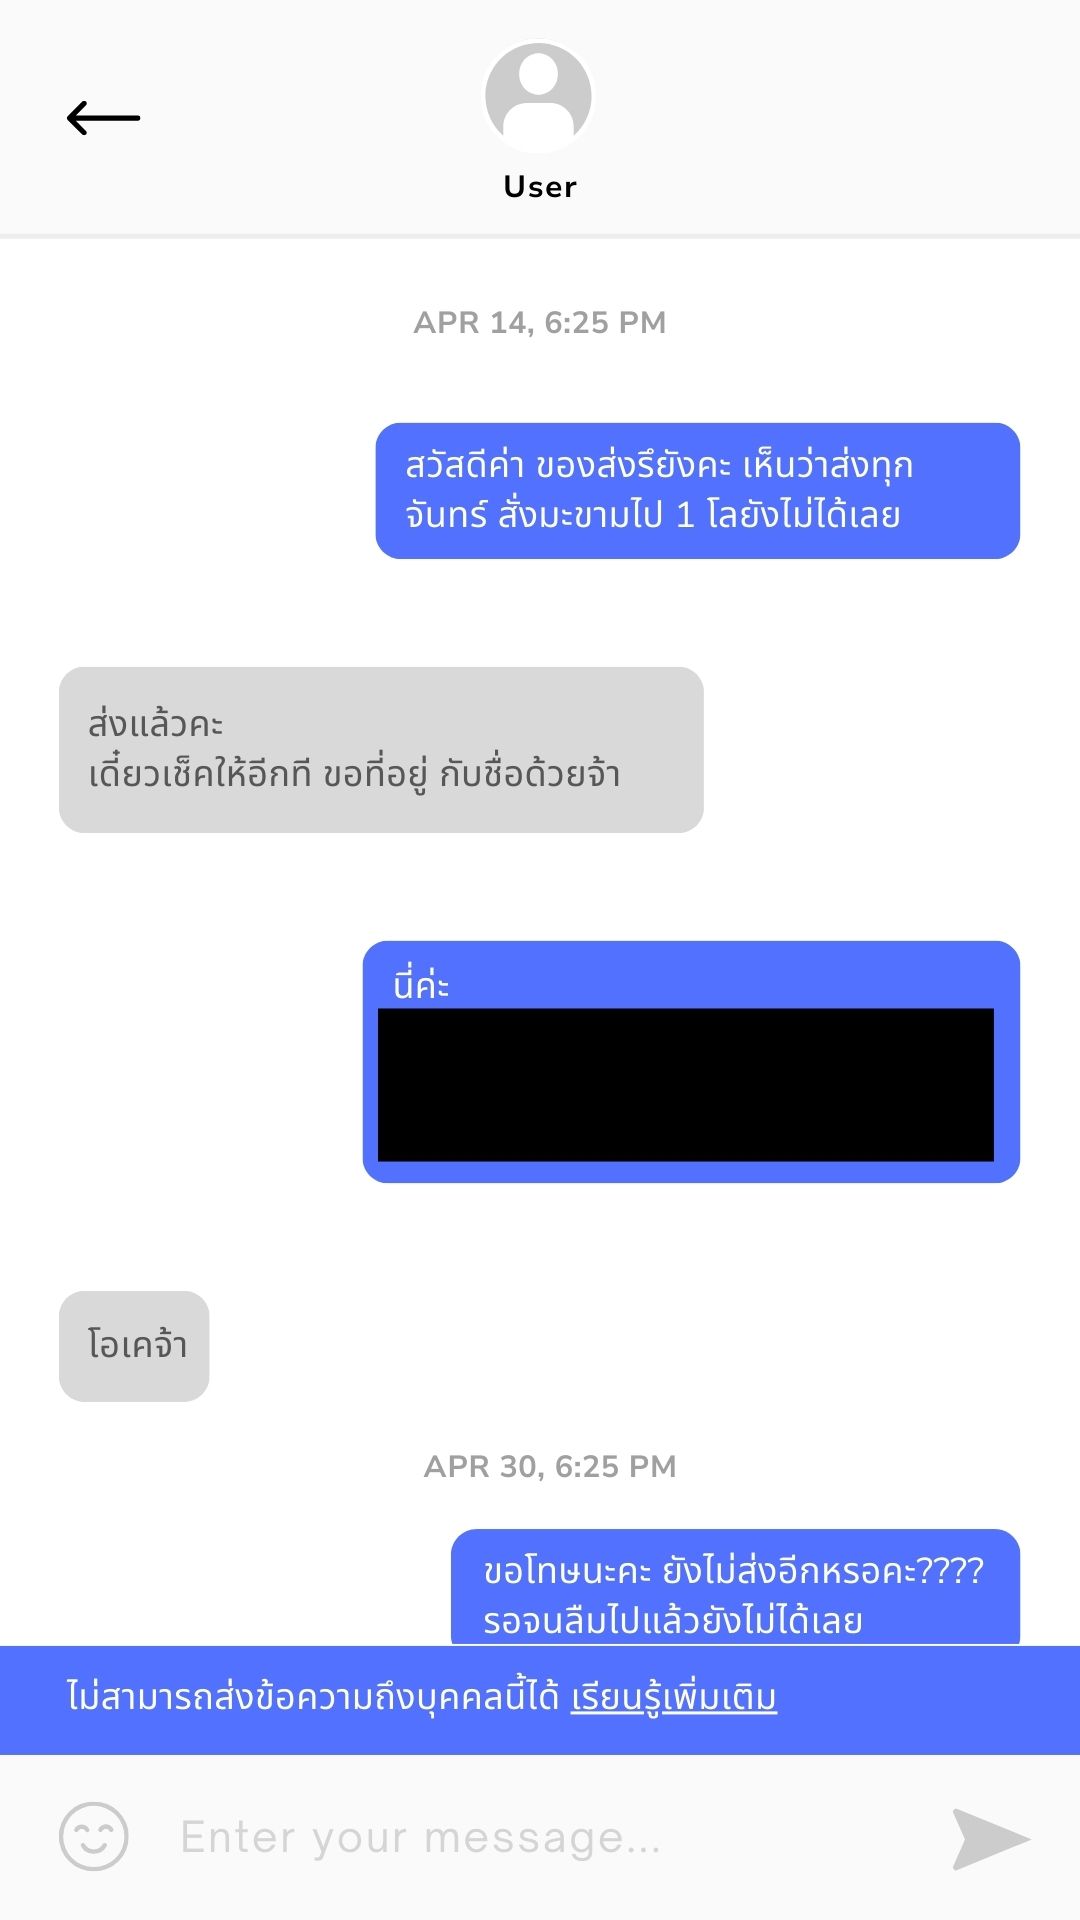 User
APR 14, 6:25 PM
สวัสดีค่า ของส่งรึยังคะ เห็นว่าส่งทุก
จันทร์ สั่งมะขามไป 1 โลยังไม่ได้เลย
ส่งแล้วคะ
เดี๋ยวเช็คให้อีกที ขอที่อยู่ กับชื่อด้วยจ้า
นี่ค่ะ
โอเคจ้า
APR 30, 6:25 PM
ขอโทษนะคะ ยังไม่ส่งอีกหรอคะ????
รอจนลืมไปแล้วยังไม่ได้เลย
ไม่สามารถส่งข้อความถึงบุคคลนี้ได้ เรียนรู้เพิ่มเติม
Enter your message...